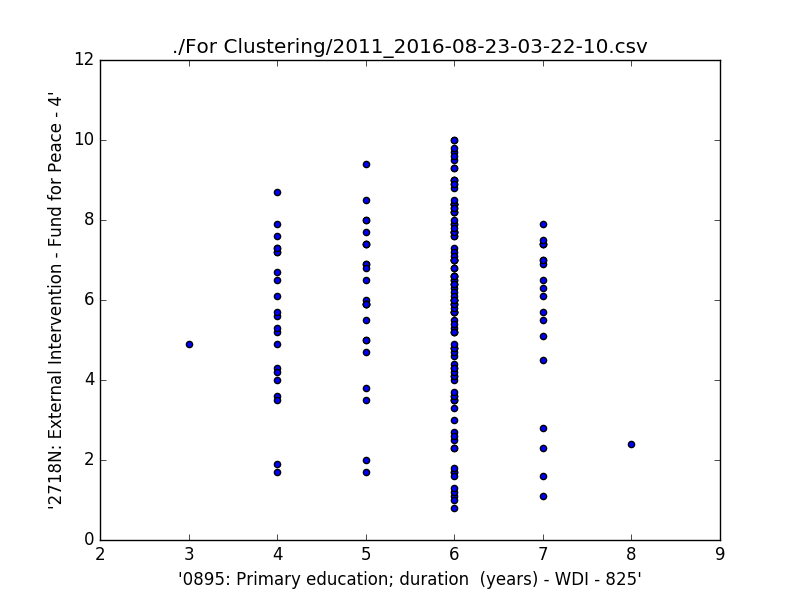 ./For Clustering/2011_2016-08-23-03-22-10.csv
12
10
8
6
4
2
0
'2718N: External Intervention - Fund for Peace - 4'
2 3 4 5 6 7 8 9
'0895: Primary education; duration  (years) - WDI - 825'